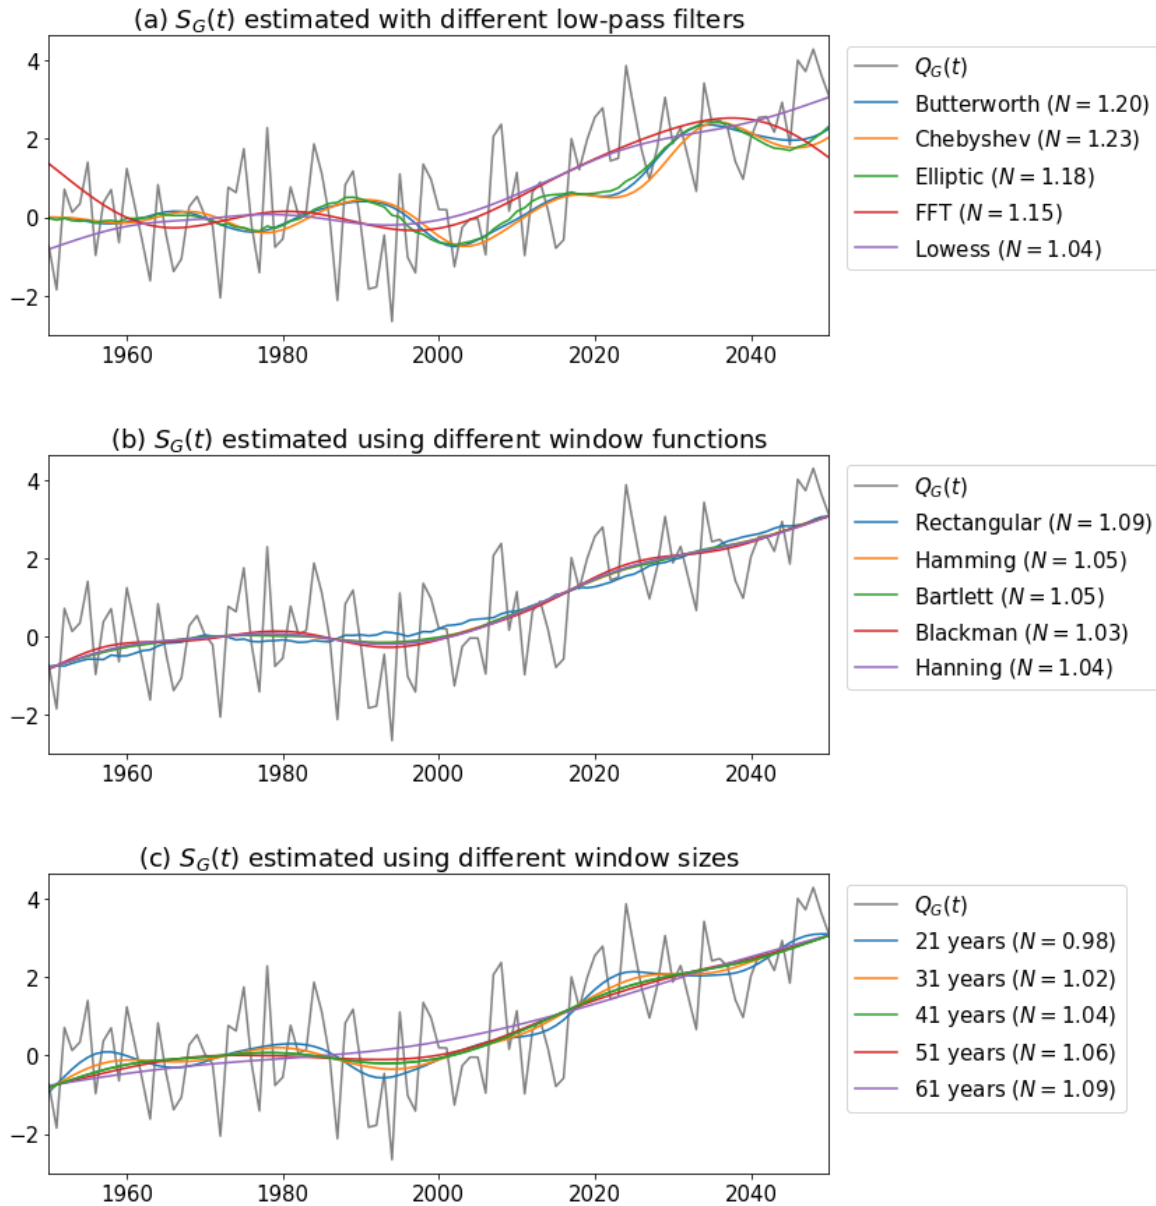 (a) S_G(t) estimated with different low-pass filters
4
2
0
−2
1960 1980 2000 2020 2040
Q_G(t)
Butterworth (N = 1.20)
Chebyshev (N = 1.23)
Elliptic (N = 1.18)
FFT (N = 1.15)
Lowess (N = 1.04)
(b) S_G(t) estimated using different window functions
4
2
0
−2
1960 1980 2000 2020 2040
Q_G(t)
Rectangular (N = 1.09)
Hamming (N = 1.05)
Bartlett (N = 1.05)
Blackman (N = 1.03)
Hanning (N = 1.04)
(c) S_G(t) estimated using different window sizes
4
2
0
−2
1960 1980 2000 2020 2040
Q_G(t)
21 years (N = 0.98)
31 years (N = 1.02)
41 years (N = 1.04)
51 years (N = 1.06)
61 years (N = 1.09)